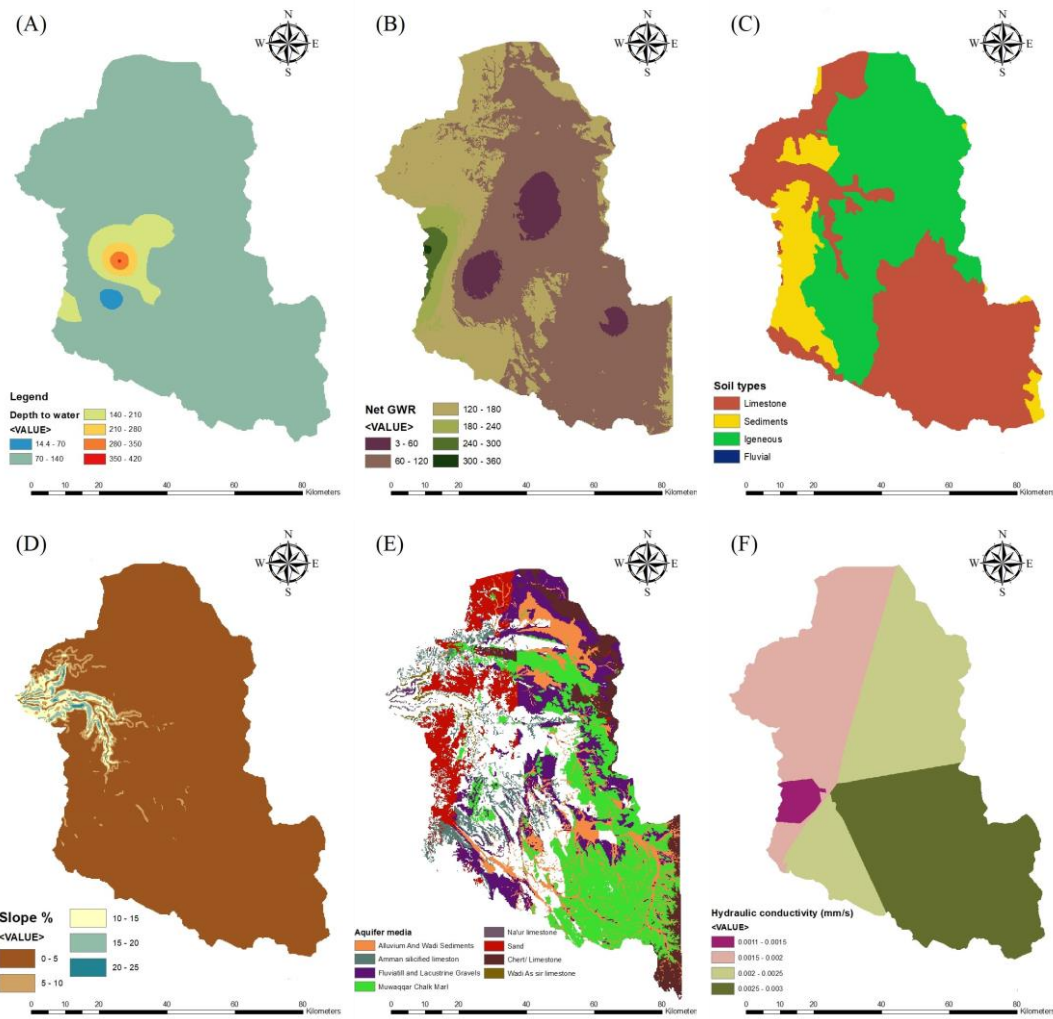 (A)
N
W E
S
Legend
Depth to water
<VALUE>
14.4 - 70
70 - 140
140 - 210
210 - 280
280 - 350
350 - 420
0 10 20 40 60 80
Kilometers
(B)
N
W E
S
Net GWR
<VALUE>
3 - 60
60 - 120
120 - 180
180 - 240
240 - 300
300 - 360
0 10 20 40 60 80
Kilometers
(C)
N
W E
S
Soil types
Limestone
Sediments
Igeneous
Fluvial
0 10 20 40 60 80
Kilometers
(D)
N
W E
S
Slope %
<VALUE>
0 - 5
5 - 10
10 - 15
15 - 20
20 - 25
0 10 20 40 60 80
Kilometers
(E)
N
W E
S
Aquifer media
Alluvium And Wadi Sediments
Amman silicified limeston
Fluviatill and Lacustrine Gravels
Muwaqqar Chalk Marl
Na'ur limestone
Sand
Chert/ Limestone
Wadi As sir limestone
0 10 20 40 60 80
Kilometers
(F)
N
W E
S
Hydraulic conductivity (mm/s)
<VALUE>
0.0011 - 0.0015
0.0015 - 0.002
0.002 - 0.0025
0.0025 - 0.003
0 10 20 40 60 80
Kilometers